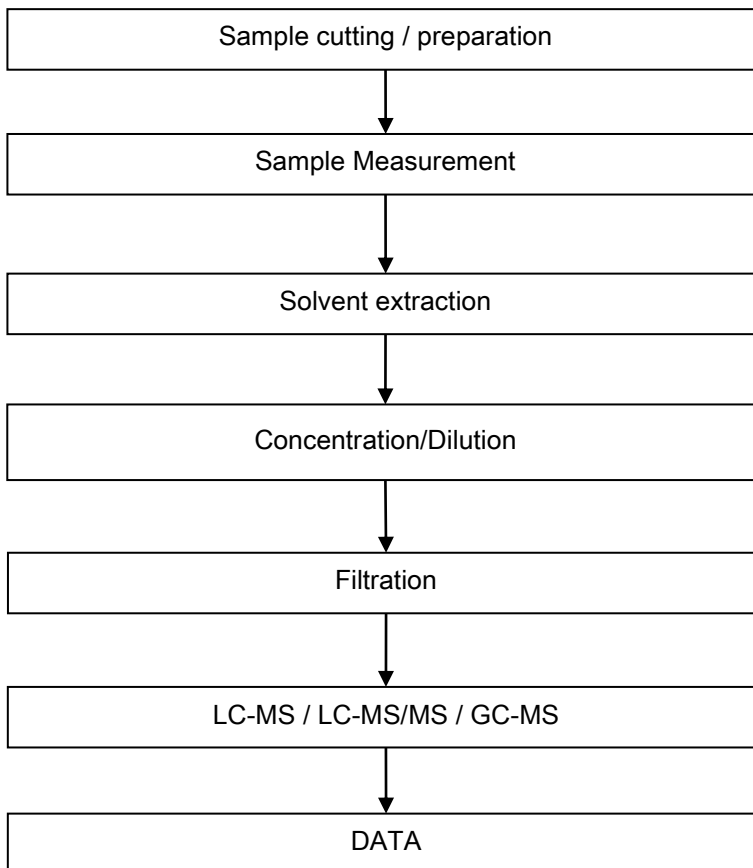 Sample cutting / preparation
Sample Measurement
Solvent extraction
Concentration/Dilution
Filtration
LC-MS / LC-MS/MS / GC-MS
DATA